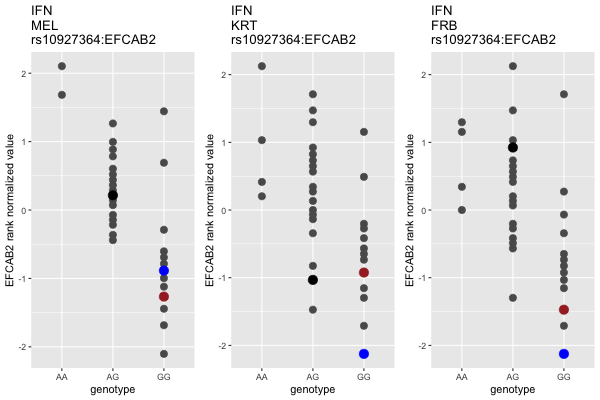 IFN
MEL
rs10927364:EFCAB2
EFCAB2 rank normalized value
2
1
0
-1
-2
AA AG GG
genotype
IFN
KRT
rs10927364:EFCAB2
EFCAB2 rank normalized value
2
1
0
-1
-2
AA AG GG
genotype
IFN
FRB
rs10927364:EFCAB2
EFCAB2 rank normalized value
2
1
0
-1
-2
AA AG GG
genotype